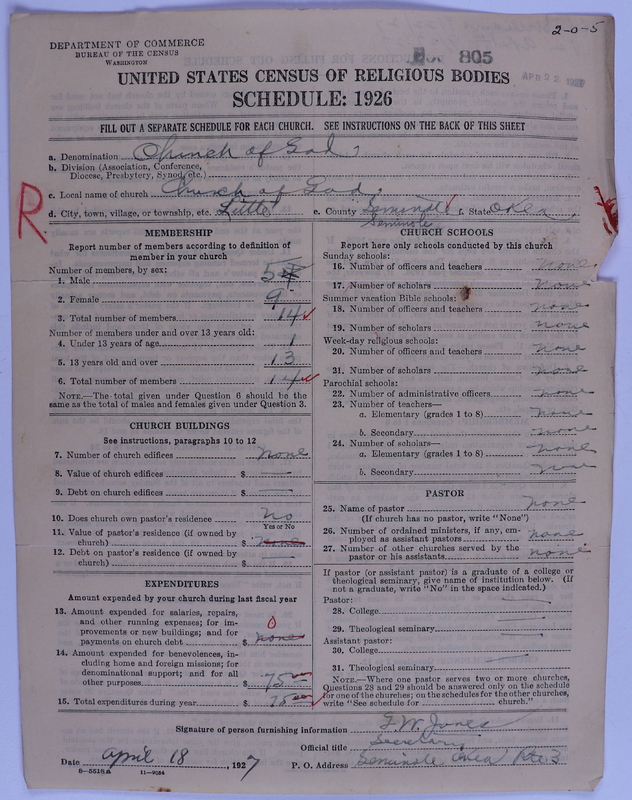 2-0-5
DEPARTMENT OF COMMERCE
BUREAU OF THE CENSUS
WASHINGTON
805
APR 22 1927
UNITED STATES CENSUS OF RELIGIOUS BODIES
SCHEDULE: 1926
FILL OUT A SEPARATE SCHEDULE FOR EACH CHURCH. SEE INSTRUCTIONS ON THE BACK OF THIS SHEET
a. Denomination Church of God
b. Division (Association, Conference,
Diocese, Presbytery, Synod, etc.)
c. Local name of church Church of God
R
d. City, town, village, or township, etc. Little e. County Seminole f. State Okla
Seminole
MEMBERSHIP
Report number of members according to definition of
member in your church
Number of members, by sex:
1. Male 5
2. Female 9
3. Total number of members 14
Number of members under and over 13 years old:
4. Under 13 years of age 1
5. 13 years old and over 13
6. Total number of members 14
NOTE.—The total given under Question 6 should be
the same as the total of males and females given under Question 3.
CHURCH BUILDINGS
See instructions, paragraphs 10 to 12
7. Number of church edifices none
8. Value of church edifices $
9. Debt on church edifices $
10. Does church own pastor's residence No
Yes or No
11. Value of pastor's residence (if owned by
church) $ none
12. Debt on pastor's residence (if owned by
church) $
EXPENDITURES
Amount expended by your church during last fiscal year
13. Amount expended for salaries, repairs,
and other running expenses; for im-
provements or new buildings; and for
payments on church debt $ none
0
14. Amount expended for benevolences, in-
cluding home and foreign missions; for
denominational support; and for all
other purposes $ 75.00
15. Total expenditures during year $ 75.00
CHURCH SCHOOLS
Report here only schools conducted by this church
Sunday schools:
16. Number of officers and teachers none
17. Number of scholars none
Summer vacation Bible schools:
18. Number of officers and teachers none
19. Number of scholars none
Week-day religious schools:
20. Number of officers and teachers none
21. Number of scholars none
Parochial schools:
22. Number of administrative officers none
23. Number of teachers—
a. Elementary (grades 1 to 8) none
b. Secondary none
24. Number of scholars—
a. Elementary (grades 1 to 8) none
b. Secondary none
PASTOR
25. Name of pastor none
(If church has no pastor, write "None")
26. Number of ordained ministers, if any, em-
ployed as assistant pastors none
27. Number of other churches served by the
pastor or his assistants none
If pastor (or assistant pastor) is a graduate of a college or
theological seminary, give name of institution below. (If
not a graduate, write "No" in the space indicated.)
Pastor:
28. College
29. Theological seminary
Assistant pastor:
30. College
31. Theological seminary
NOTE.—Where one pastor serves two or more churches,
Questions 28 and 29 should be answered only on the schedule
for one of the churches; on the schedules for the other churches,
write "See schedule for church."
Signature of person furnishing information F. W. Jones
Official title Secretary
Date April 18, 1927 P. O. Address Seminole Okla Rte 3
8-5518a 11-9084